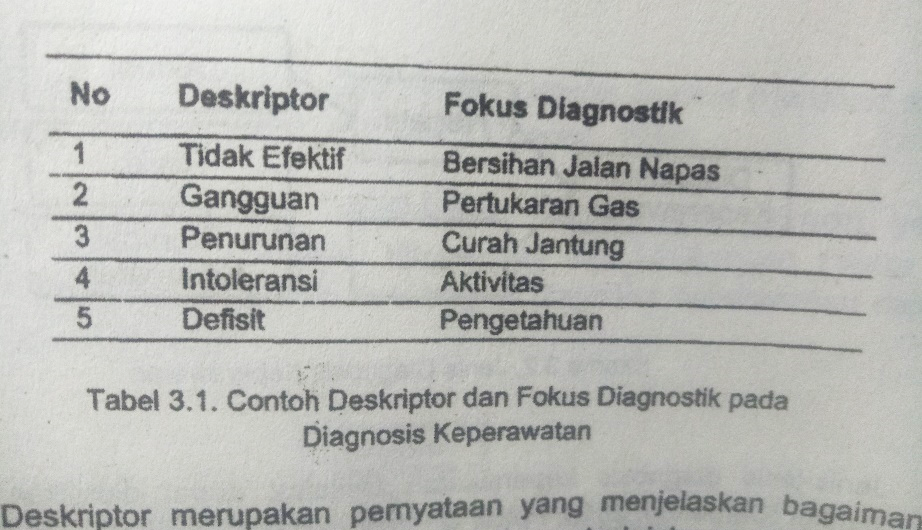 No Deskriptor Fokus Diagnostik
1 Tidak Efektif Bersihan Jalan Napas
2 Gangguan Pertukaran Gas
3 Penurunan Curah Jantung
4 Intoleransi Aktivitas
5 Defisit Pengetahuan
Tabel 3.1. Contoh Deskriptor dan Fokus Diagnostik pada
Diagnosis Keperawatan
Deskriptor merupakan pernyataan yang menjelaskan bagaiman